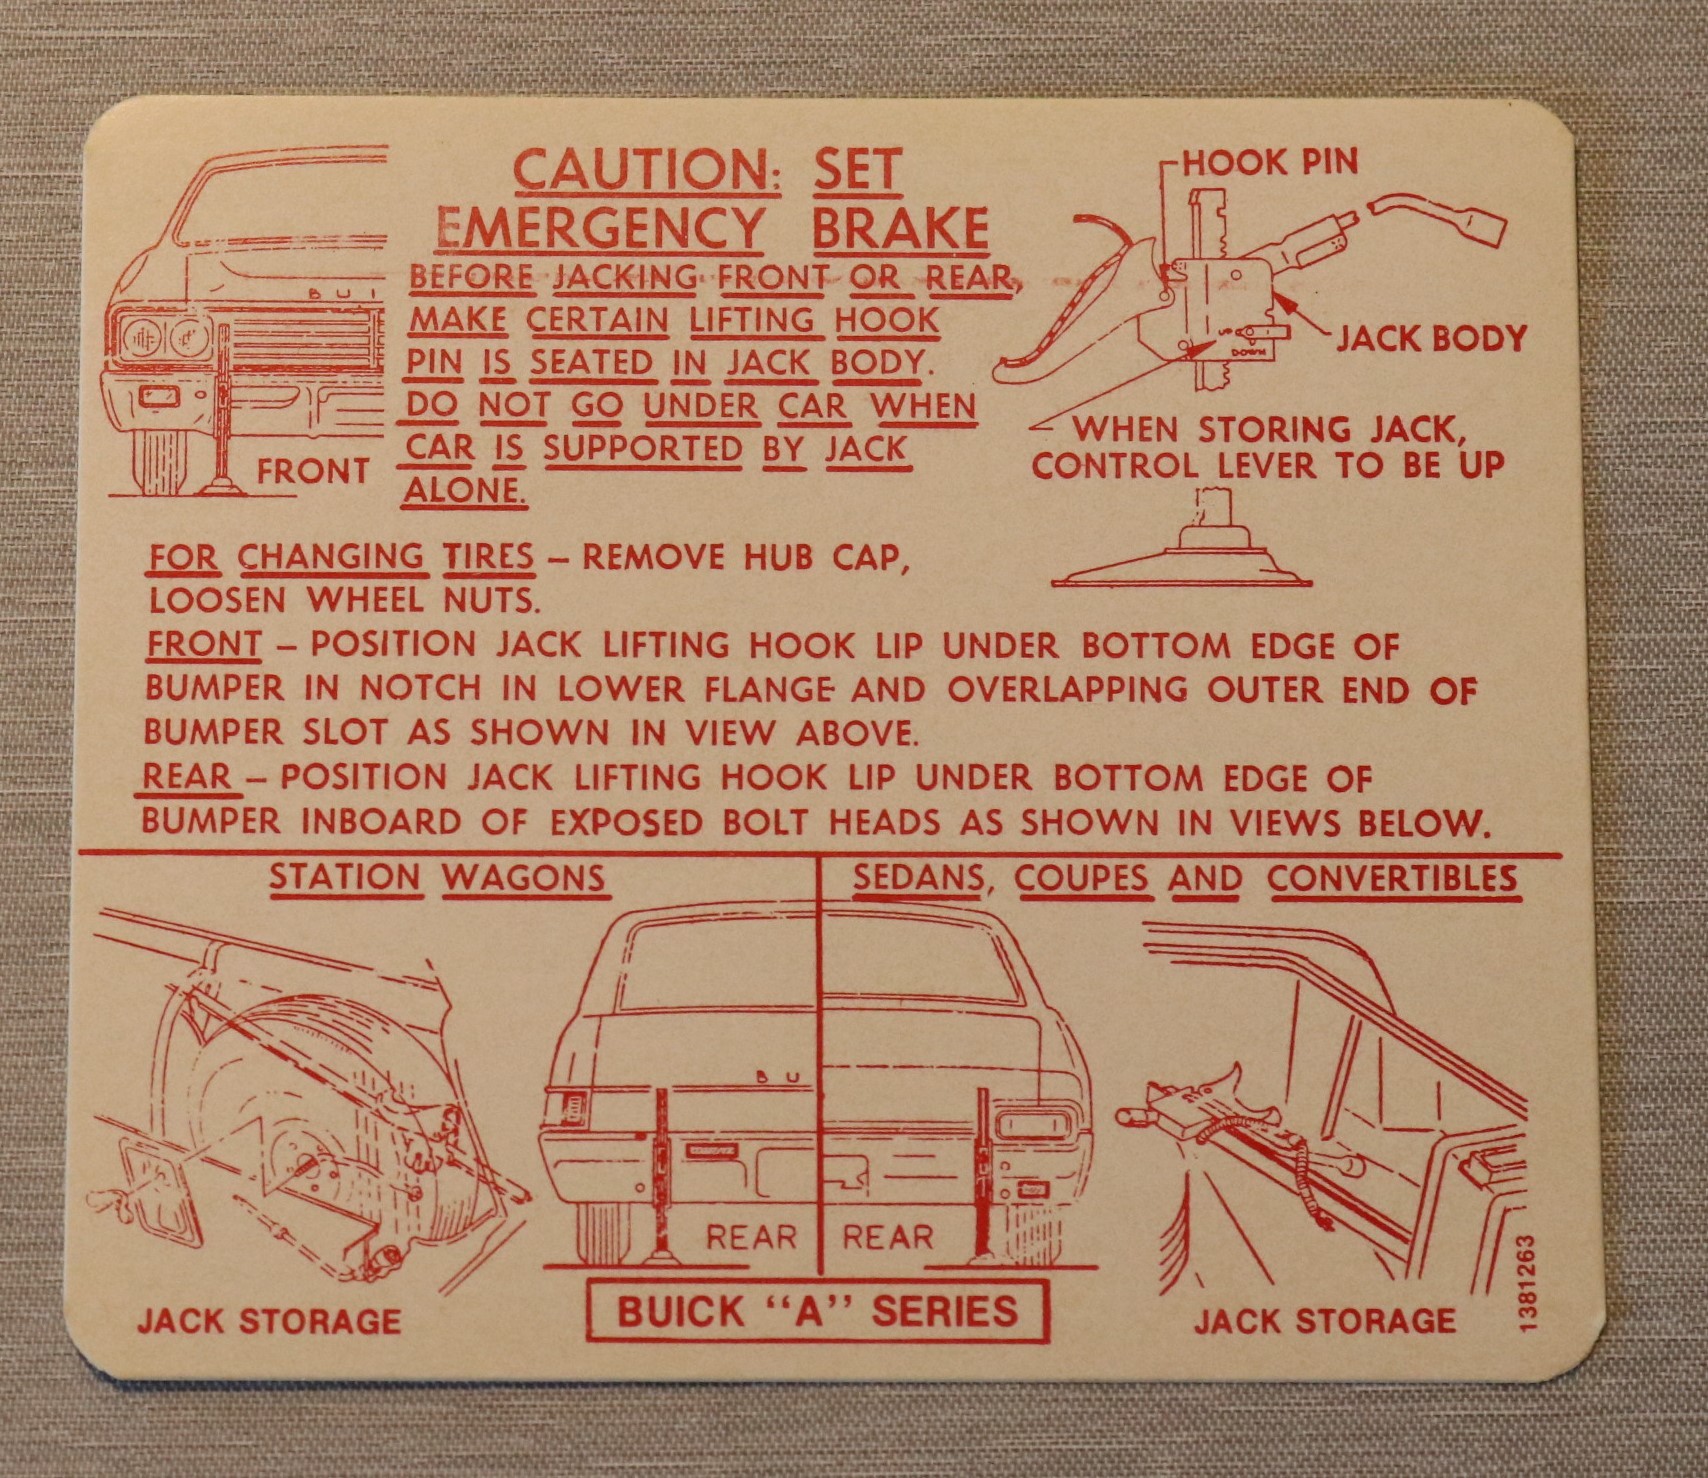 CAUTION: SET
EMERGENCY BRAKE
BEFORE JACKING FRONT OR REAR,
MAKE CERTAIN LIFTING HOOK
PIN IS SEATED IN JACK BODY.
DO NOT GO UNDER CAR WHEN
CAR IS SUPPORTED BY JACK
ALONE.
B U I
FRONT
HOOK PIN
JACK BODY
UP
DOWN
WHEN STORING JACK,
CONTROL LEVER TO BE UP
FOR CHANGING TIRES – REMOVE HUB CAP,
LOOSEN WHEEL NUTS.
FRONT – POSITION JACK LIFTING HOOK LIP UNDER BOTTOM EDGE OF
BUMPER IN NOTCH IN LOWER FLANGE AND OVERLAPPING OUTER END OF
BUMPER SLOT AS SHOWN IN VIEW ABOVE.
REAR – POSITION JACK LIFTING HOOK LIP UNDER BOTTOM EDGE OF
BUMPER INBOARD OF EXPOSED BOLT HEADS AS SHOWN IN VIEWS BELOW.
STATION WAGONS
SEDANS, COUPES AND CONVERTIBLES
B U
REAR
REAR
JACK STORAGE
BUICK “A” SERIES
JACK STORAGE
1381263